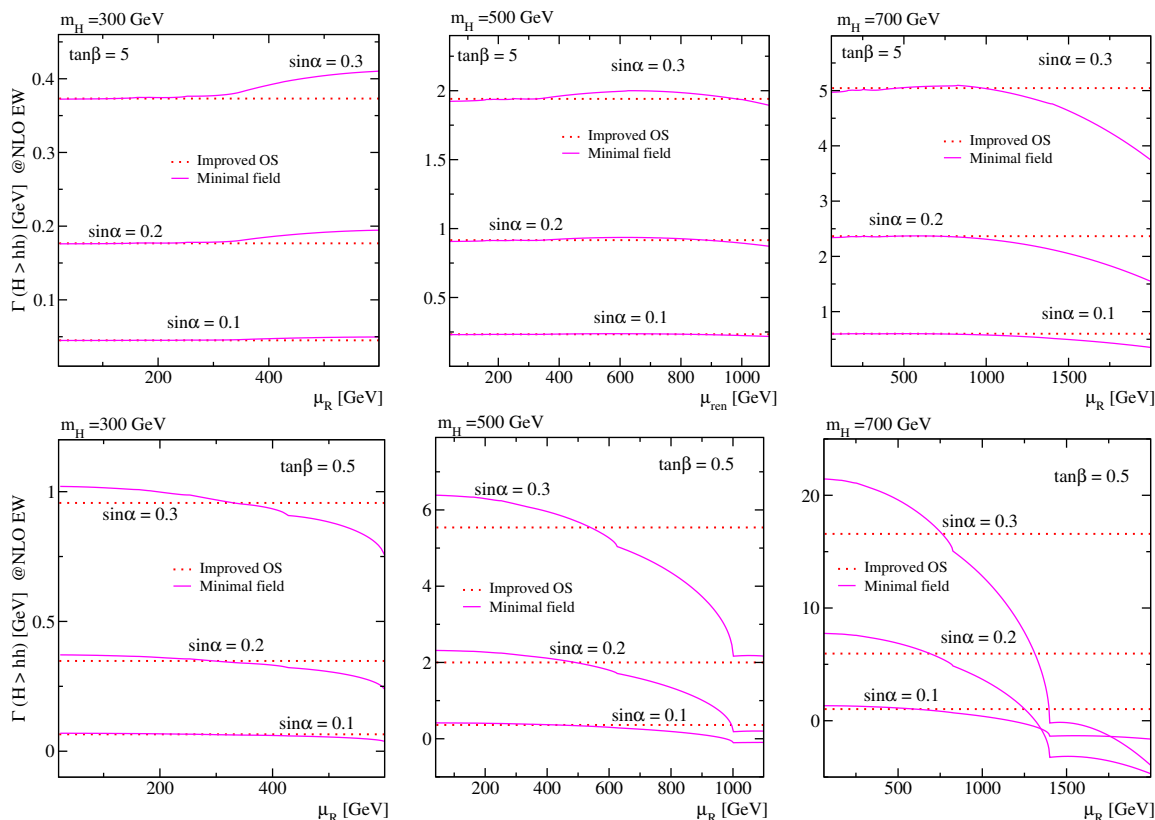 m_H =300 GeV
tanβ = 5
sinα = 0.3
0.4
Improved OS
Minimal field
0.3
sinα = 0.2
0.2
sinα = 0.1
0.1
200
400
μ_R [GeV]
Γ (H > hh) [GeV] @NLO EW
m_H =500 GeV
tanβ = 5
sinα = 0.3
2
Improved OS
Minimal field
1.5
sinα = 0.2
1
0.5
sinα = 0.1
200
400
600
800
1000
μ_ren [GeV]
m_H =700 GeV
tanβ = 5
sinα = 0.3
6
5
Improved OS
Minimal field
4
3
sinα = 0.2
2
sinα = 0.1
1
500
1000
1500
μ_R [GeV]
m_H =300 GeV
tanβ = 0.5
1
sinα = 0.3
Improved OS
Minimal field
0.5
sinα = 0.2
sinα = 0.1
0
200
400
μ_R [GeV]
Γ (H > hh) [GeV] @NLO EW
m_H =500 GeV
tanβ = 0.5
sinα = 0.3
6
Improved OS
Minimal field
4
sinα = 0.2
2
sinα = 0.1
0
200
400
600
800
1000
μ_R [GeV]
m_H =700 GeV
tanβ = 0.5
20
sinα = 0.3
Improved OS
Minimal field
10
sinα = 0.2
sinα = 0.1
0
500
1000
1500
μ_R [GeV]